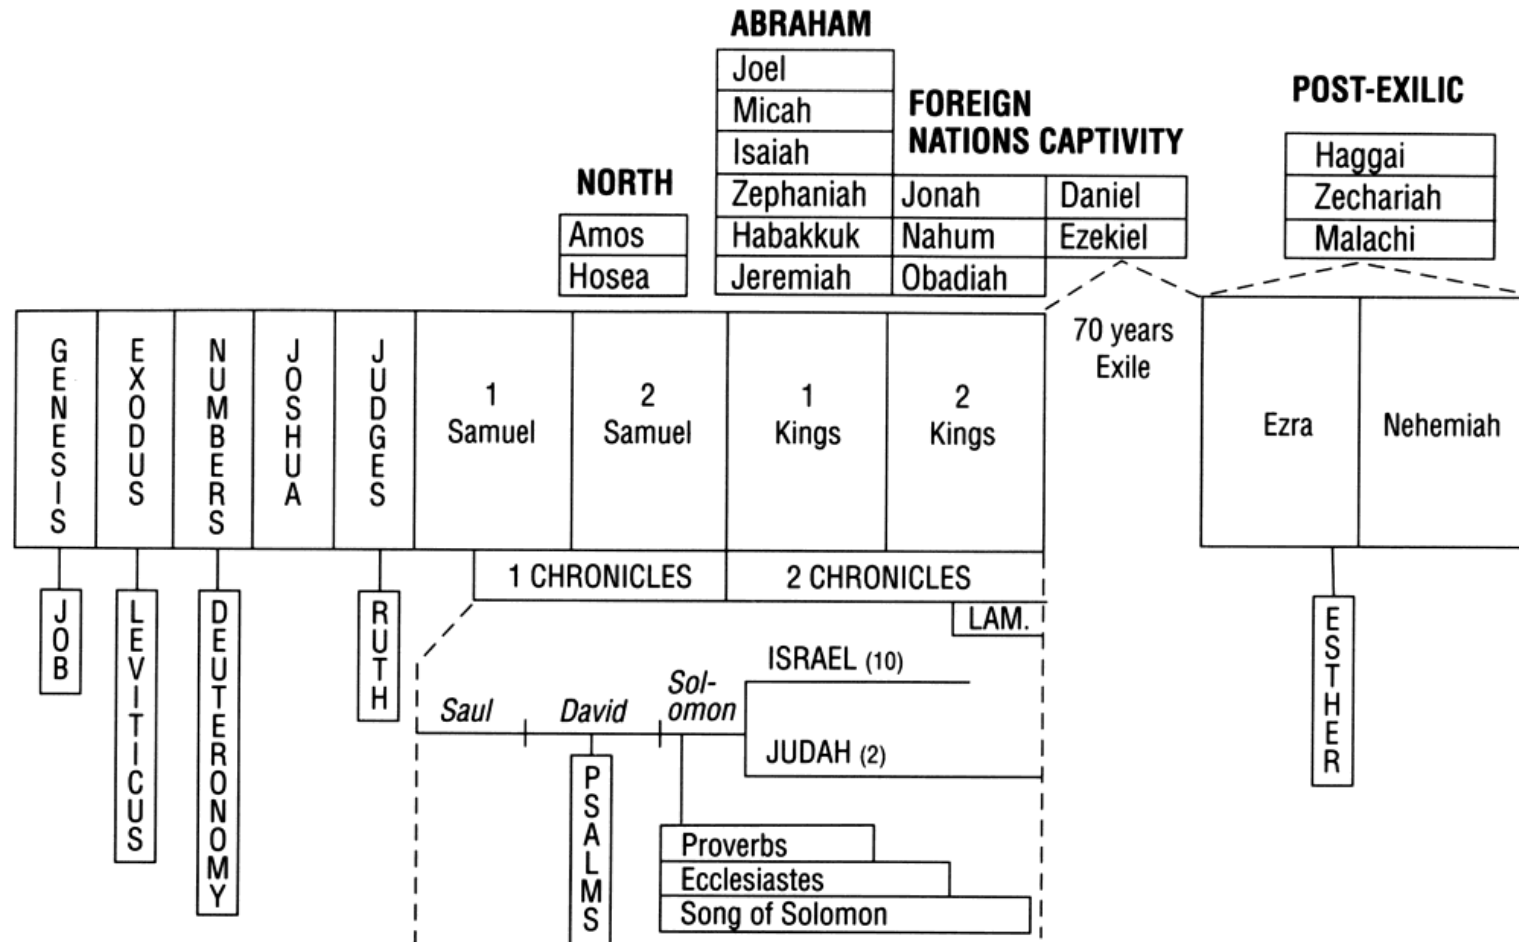 ABRAHAM
Joel
Micah
Isaiah
Zephaniah
Habakkuk
Jeremiah
FOREIGN
NATIONS CAPTIVITY
Jonah
Nahum
Obadiah
Daniel
Ezekiel
POST-EXILIC
Haggai
Zechariah
Malachi
NORTH
Amos
Hosea
GENESIS
EXODUS
NUMBERS
JOSHUA
JUDGES
1
Samuel
2
Samuel
1
Kings
2
Kings
70 years
Exile
Ezra
Nehemiah
JOB
LEVITICUS
DEUTERONOMY
RUTH
1 CHRONICLES
2 CHRONICLES
LAM.
ESTHER
ISRAEL (10)
Saul
David
Sol-
omon
JUDAH (2)
PSALMS
Proverbs
Ecclesiastes
Song of Solomon